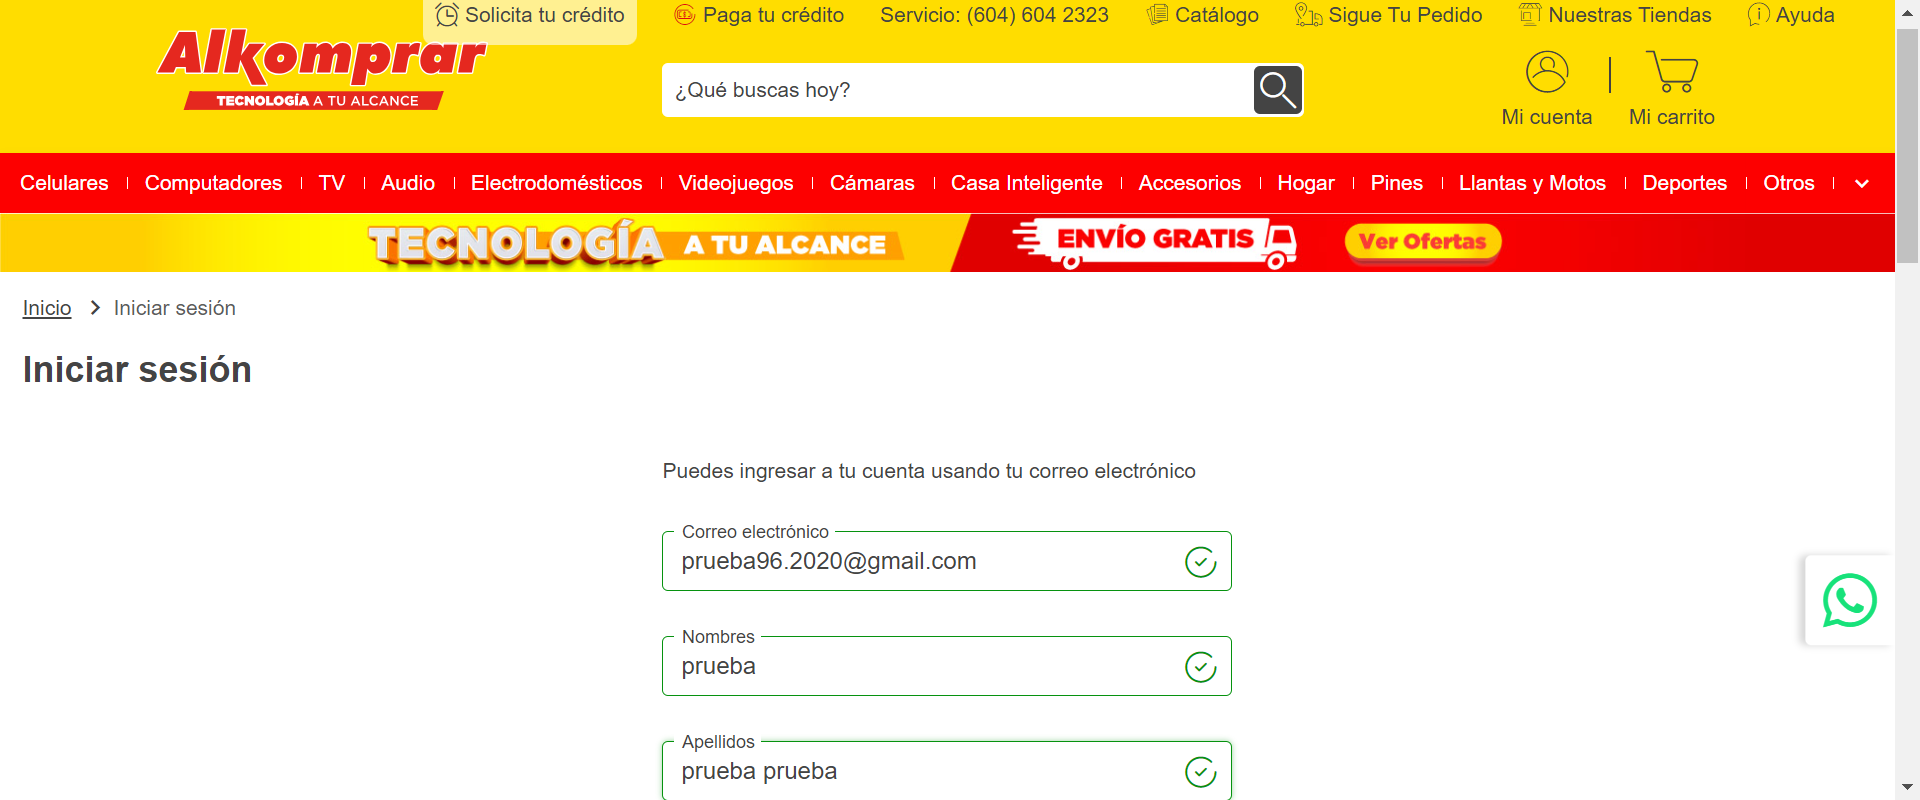 Solicita tu crédito
Paga tu crédito
Servicio: (604) 604 2323
Catálogo
Sigue Tu Pedido
Nuestras Tiendas
Ayuda
Alkomprar
TECNOLOGÍA A TU ALCANCE
¿Qué buscas hoy?
Mi cuenta
Mi carrito
Celulares
Computadores
TV
Audio
Electrodomésticos
Videojuegos
Cámaras
Casa Inteligente
Accesorios
Hogar
Pines
Llantas y Motos
Deportes
Otros
TECNOLOGÍA A TU ALCANCE
ENVÍO GRATIS
Ver Ofertas
Inicio
Iniciar sesión
Iniciar sesión
Puedes ingresar a tu cuenta usando tu correo electrónico
Correo electrónico
prueba96.2020@gmail.com
Nombres
prueba
Apellidos
prueba prueba